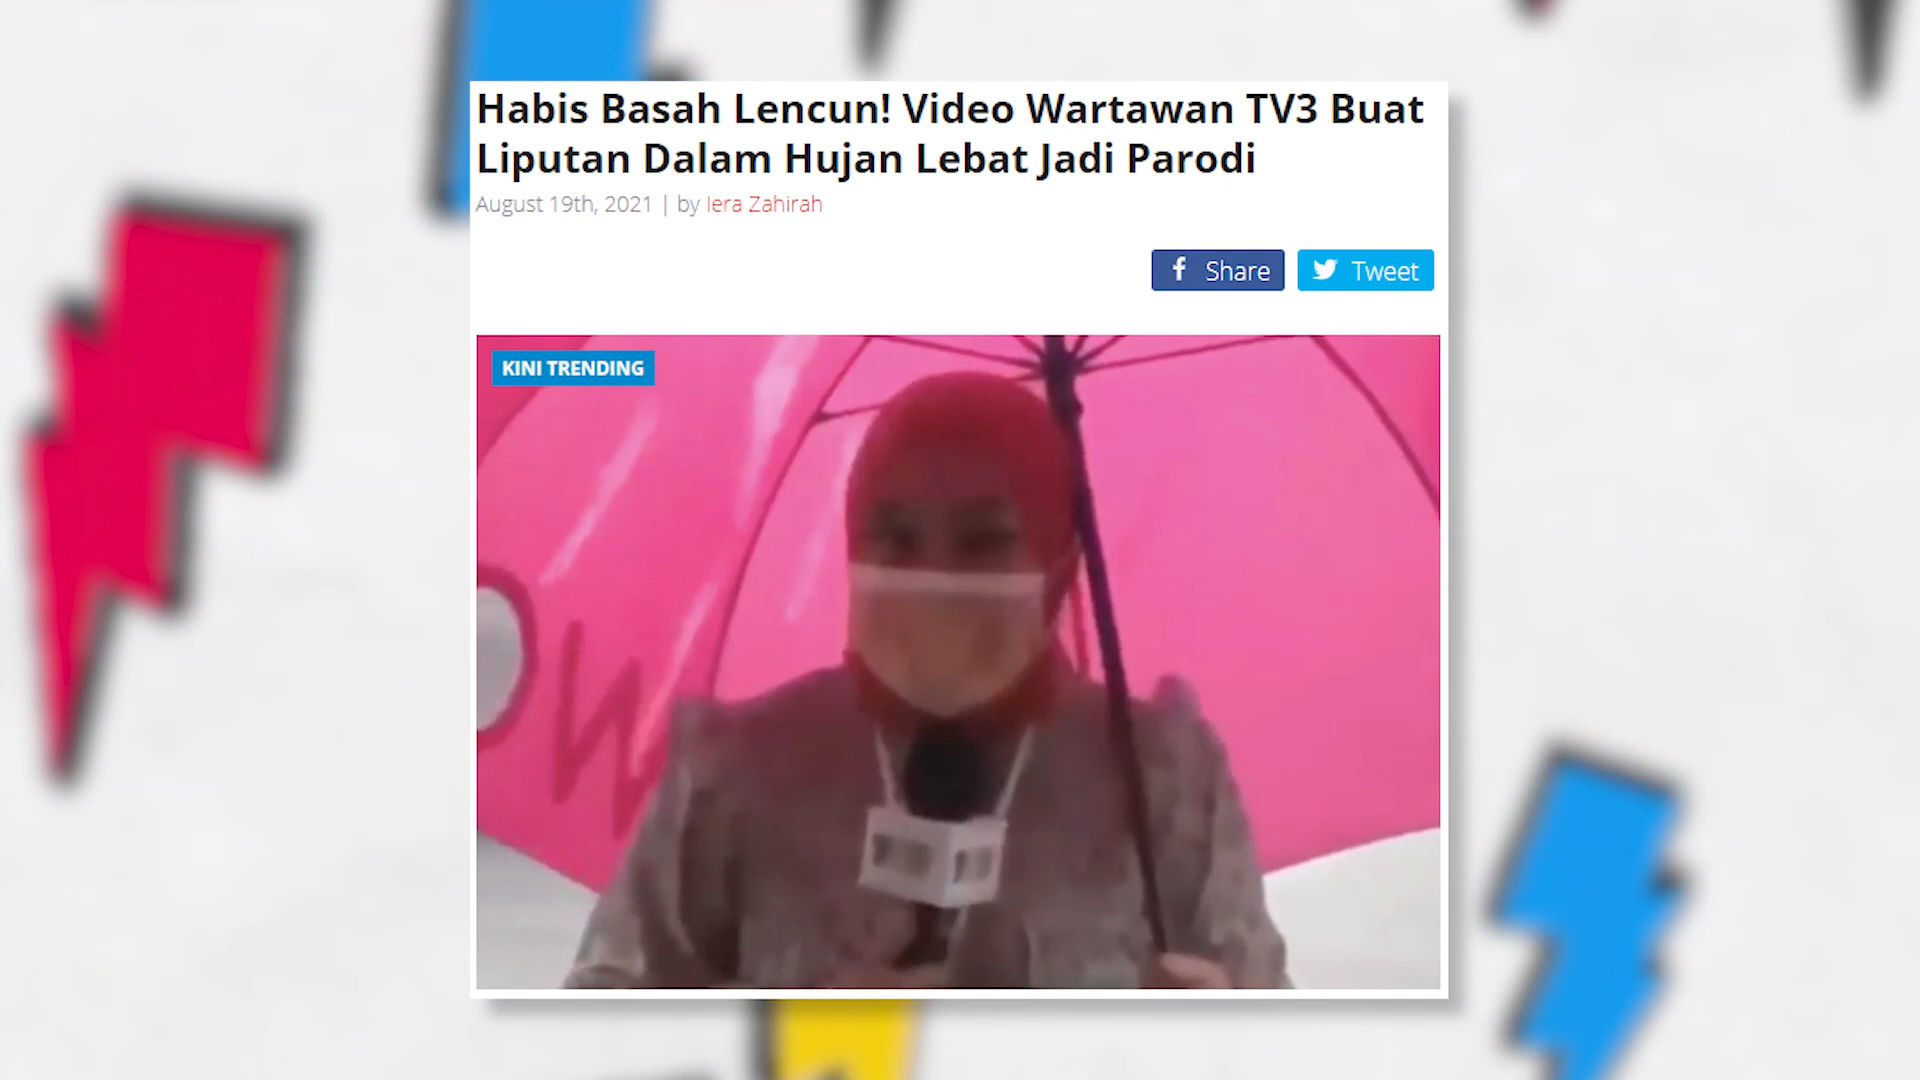 Habis Basah Lencun! Video Wartawan TV3 Buat
Liputan Dalam Hujan Lebat Jadi Parodi
August 19th, 2021 | by Iera Zahirah
Share Tweet
KINI TRENDING